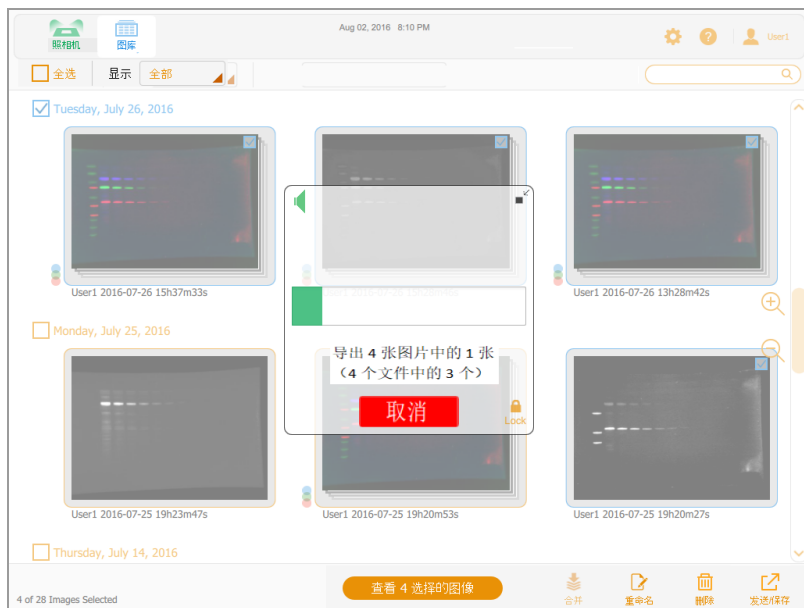 Aug 02, 2016 8:10 PM
照相机
图库
User1
全选
显示
全部
Tuesday, July 26, 2016
User1 2016-07-26 15h37m33s
User1 2016-07-26 13h28m42s
Monday, July 25, 2016
导出 4 张图片中的 1 张
（4 个文件中的 3 个）
取消
Lock
User1 2016-07-25 19h23m47s
User1 2016-07-25 19h20m53s
User1 2016-07-25 19h20m27s
Thursday, July 14, 2016
4 of 28 Images Selected
查看 4 选择的图像
合并
重命名
删除
发送/保存